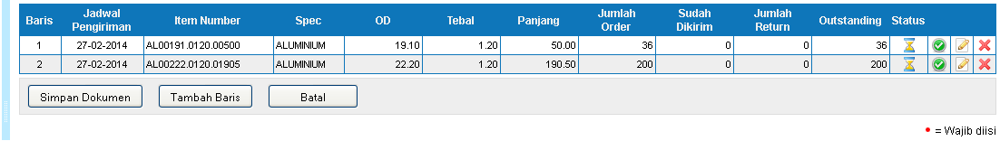 Baris Jadwal Pengiriman Item Number Spec OD Tebal Panjang Jumlah Order Sudah Dikirim Jumlah Return Outstanding Status
1 27-02-2014 AL00191.0120.00500 ALUMINIUM 19.10 1.20 50.00 36 0 0 36
2 27-02-2014 AL00222.0120.01905 ALUMINIUM 22.20 1.20 190.50 200 0 0 200
Simpan Dokumen Tambah Baris Batal
• = Wajib diisi